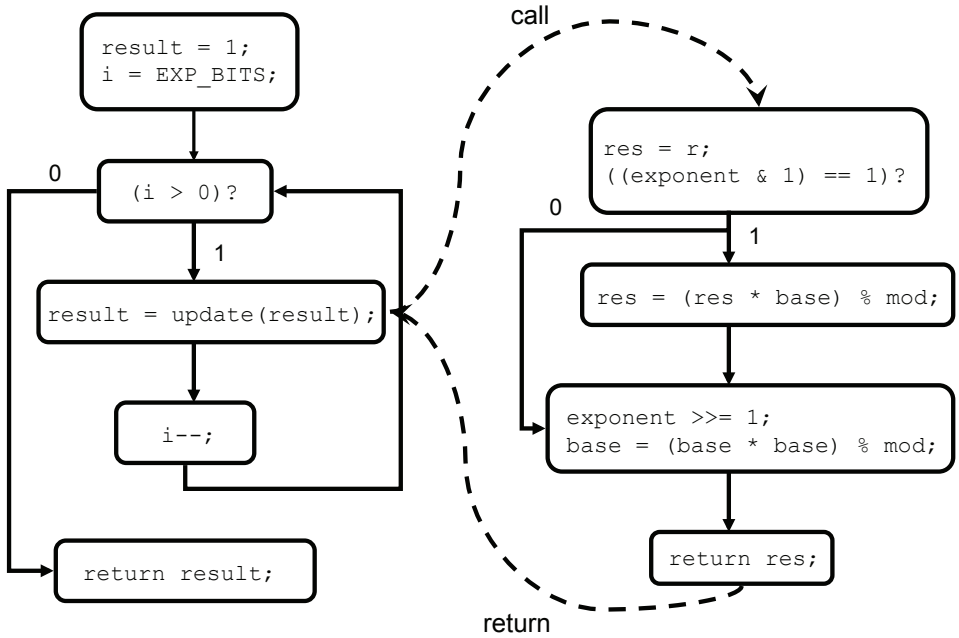 call
result = 1;
i = EXP_BITS;
0
(i > 0)?
1
result = update(result);
i--;
return result;
res = r;
((exponent & 1) == 1)?
0
1
res = (res * base) % mod;
exponent >>= 1;
base = (base * base) % mod;
return res;
return